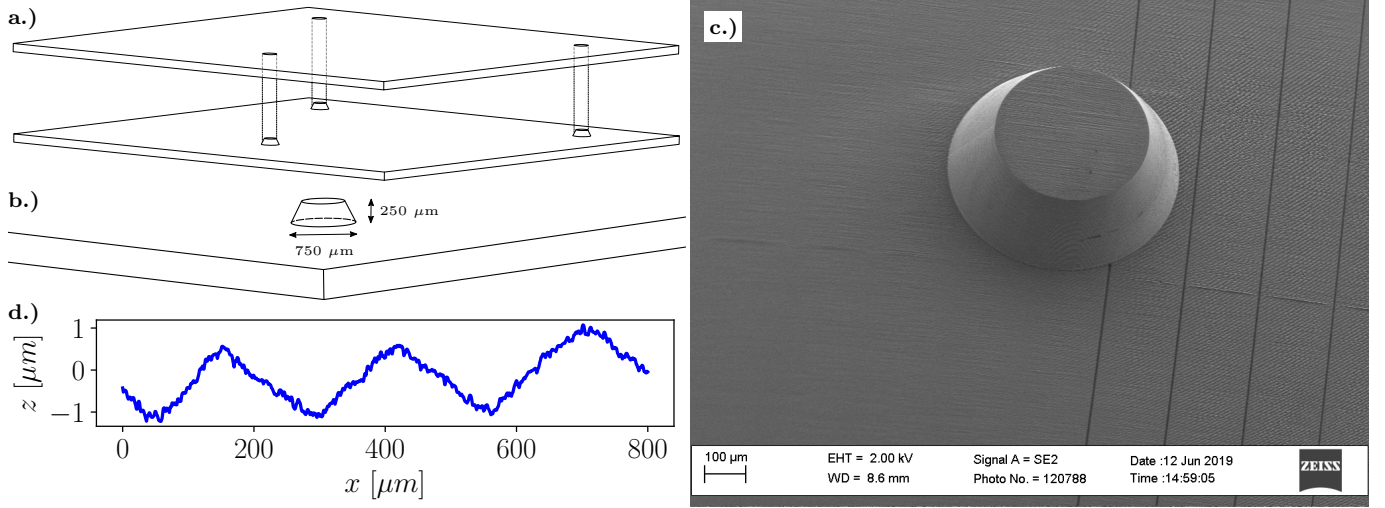 a.)
b.)
250 μm
750 μm
c.)
d.)
z [μm]
1
0
−1
0
200
400
600
800
x [μm]
100 μm
EHT = 2.00 kV
WD = 8.6 mm
Signal A = SE2
Photo No. = 120788
Date :12 Jun 2019
Time :14:59:05
ZEISS